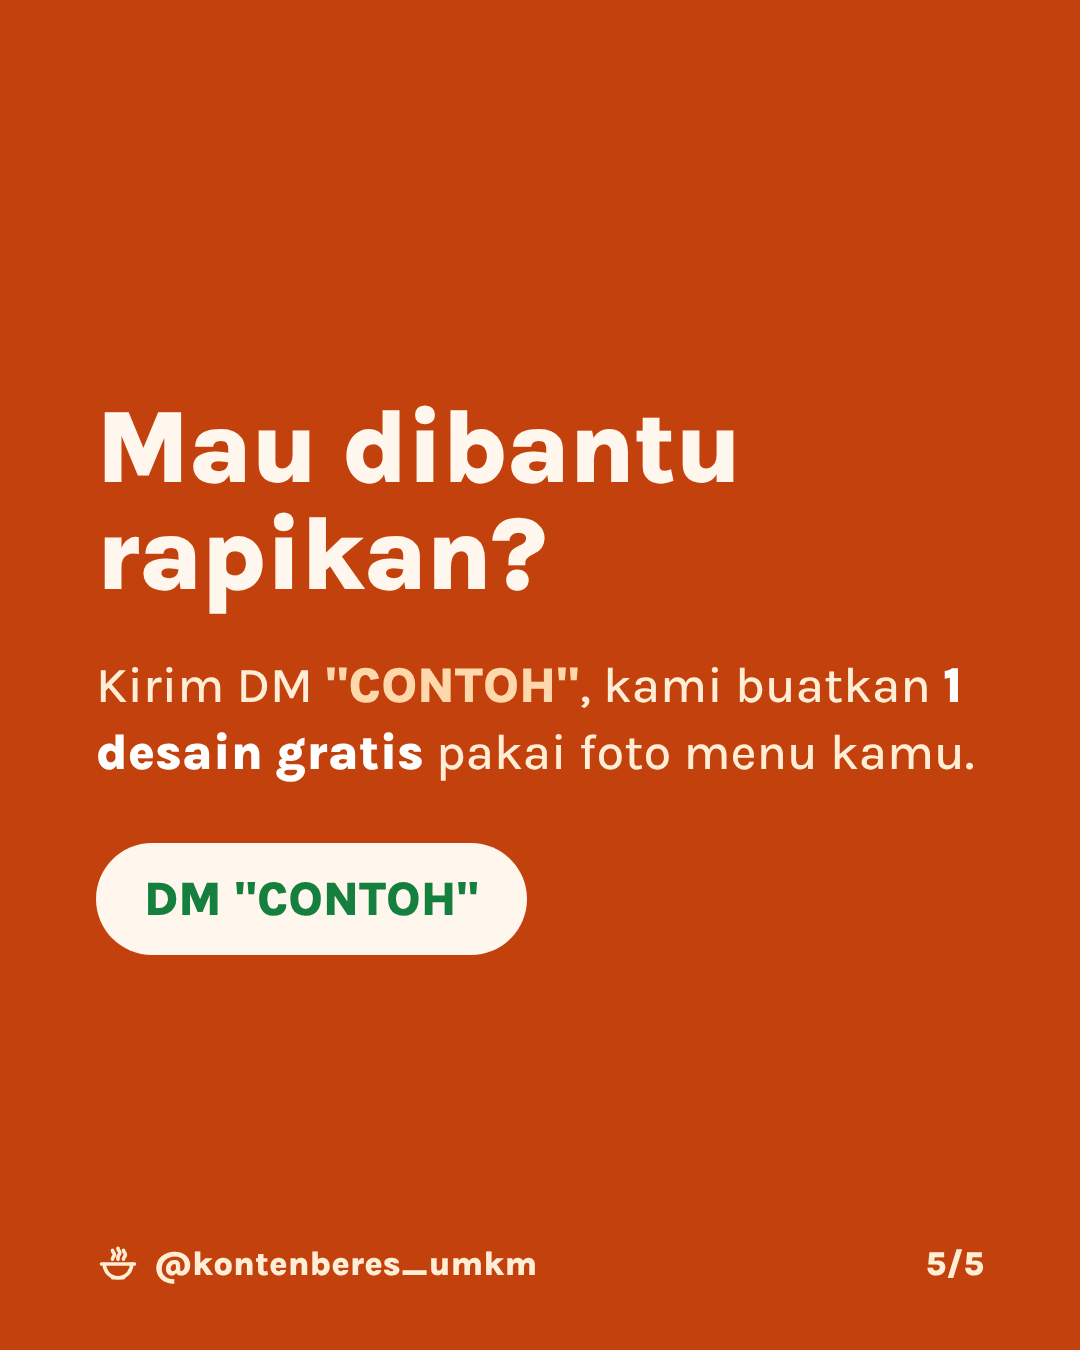 Mau dibantu
rapikan?
Kirim DM "CONTOH", kami buatkan 1
desain gratis pakai foto menu kamu.
DM "CONTOH"
@kontenberes_umkm
5/5